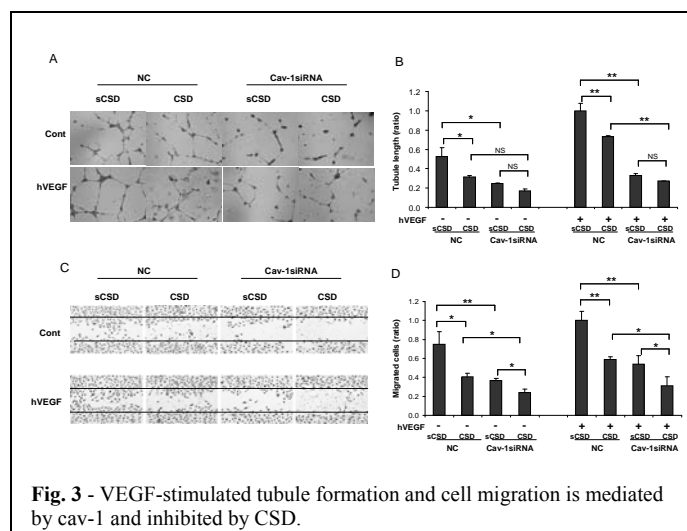 A
NC Cav-1siRNA
sCSD CSD sCSD CSD
Cont
hVEGF
B
Tubule length (ratio)
1.2
1.0
0.8
0.6
0.4
0.2
0.0
* * NS NS ** ** ** NS
hVEGF - - - - + + + +
sCSD CSD sCSD CSD sCSD CSD sCSD CSD
NC Cav-1siRNA NC Cav-1siRNA
C
NC Cav-1siRNA
sCSD CSD sCSD CSD
Cont
hVEGF
D
Migrated cells (ratio)
1.2
1.0
0.8
0.6
0.4
0.2
0.0
** * * * ** ** * *
hVEGF - - - - + + + +
sCSD CSD sCSD CSD sCSD CSD sCSD CSD
NC Cav-1siRNA NC Cav-1siRNA
Fig. 3 - VEGF-stimulated tubule formation and cell migration is mediated
by cav-1 and inhibited by CSD.